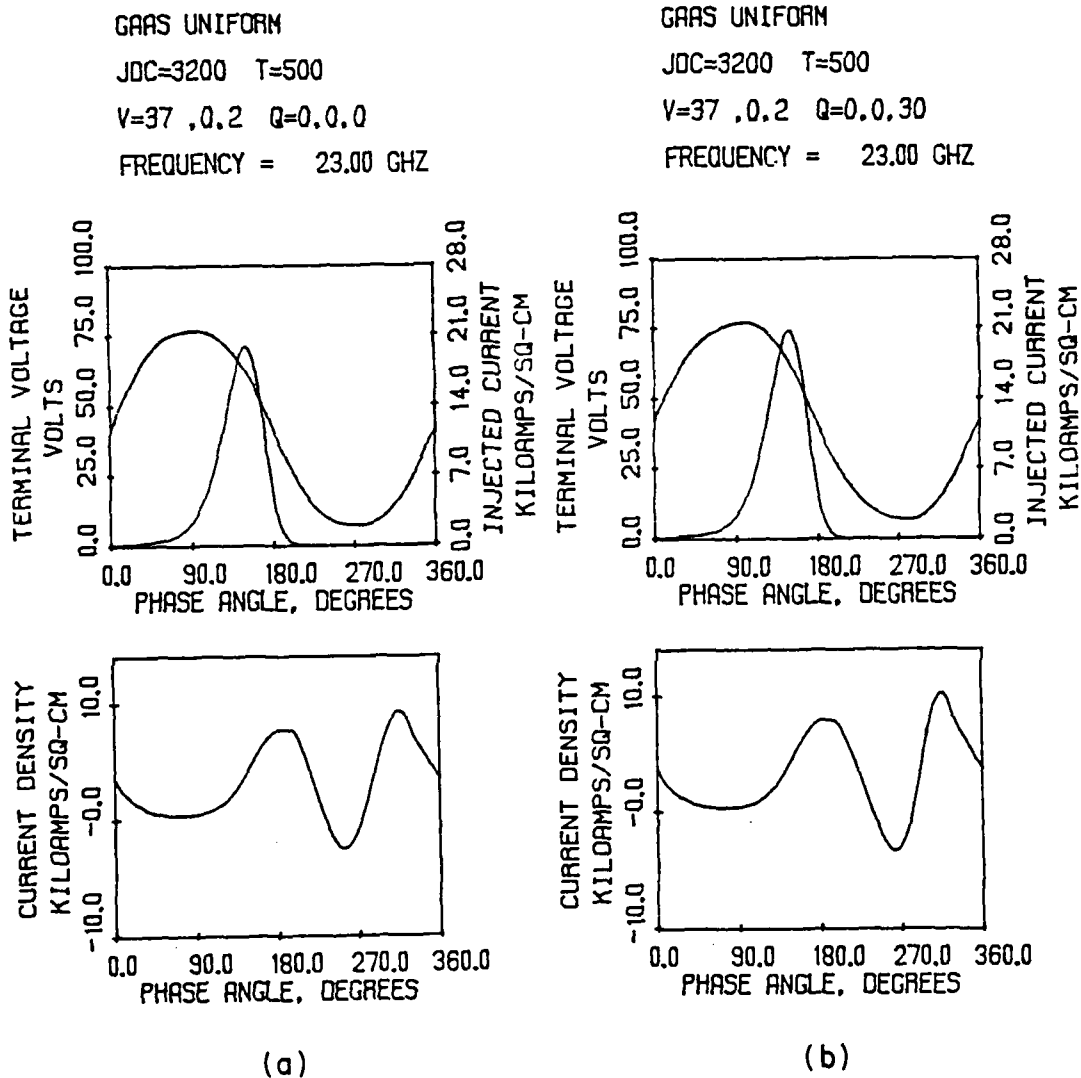 GAAS UNIFORM
JDC=3200 T=500
V=37 ,0.2 Q=0.0.0
FREQUENCY = 23.00 GHZ
TERMINAL VOLTAGE
VOLTS
100.0
75.0
50.0
25.0
0.0
28.0
21.0
14.0
7.0
0.0
INJECTED CURRENT
KILOAMPS/SQ-CM
0.0 90.0 180.0 270.0 360.0
PHASE ANGLE, DEGREES
CURRENT DENSITY
KILOAMPS/SQ-CM
10.0
-0.0
-10.0
0.0 90.0 180.0 270.0 360.0
PHASE ANGLE, DEGREES
(a)
GAAS UNIFORM
JDC=3200 T=500
V=37 ,0.2 Q=0.0.30
FREQUENCY = 23.00 GHZ
TERMINAL VOLTAGE
VOLTS
100.0
75.0
50.0
25.0
0.0
28.0
21.0
14.0
7.0
0.0
INJECTED CURRENT
KILOAMPS/SQ-CM
0.0 90.0 180.0 270.0 360.0
PHASE ANGLE, DEGREES
CURRENT DENSITY
KILOAMPS/SQ-CM
10.0
-0.0
-10.0
0.0 90.0 180.0 270.0 360.0
PHASE ANGLE, DEGREES
(b)